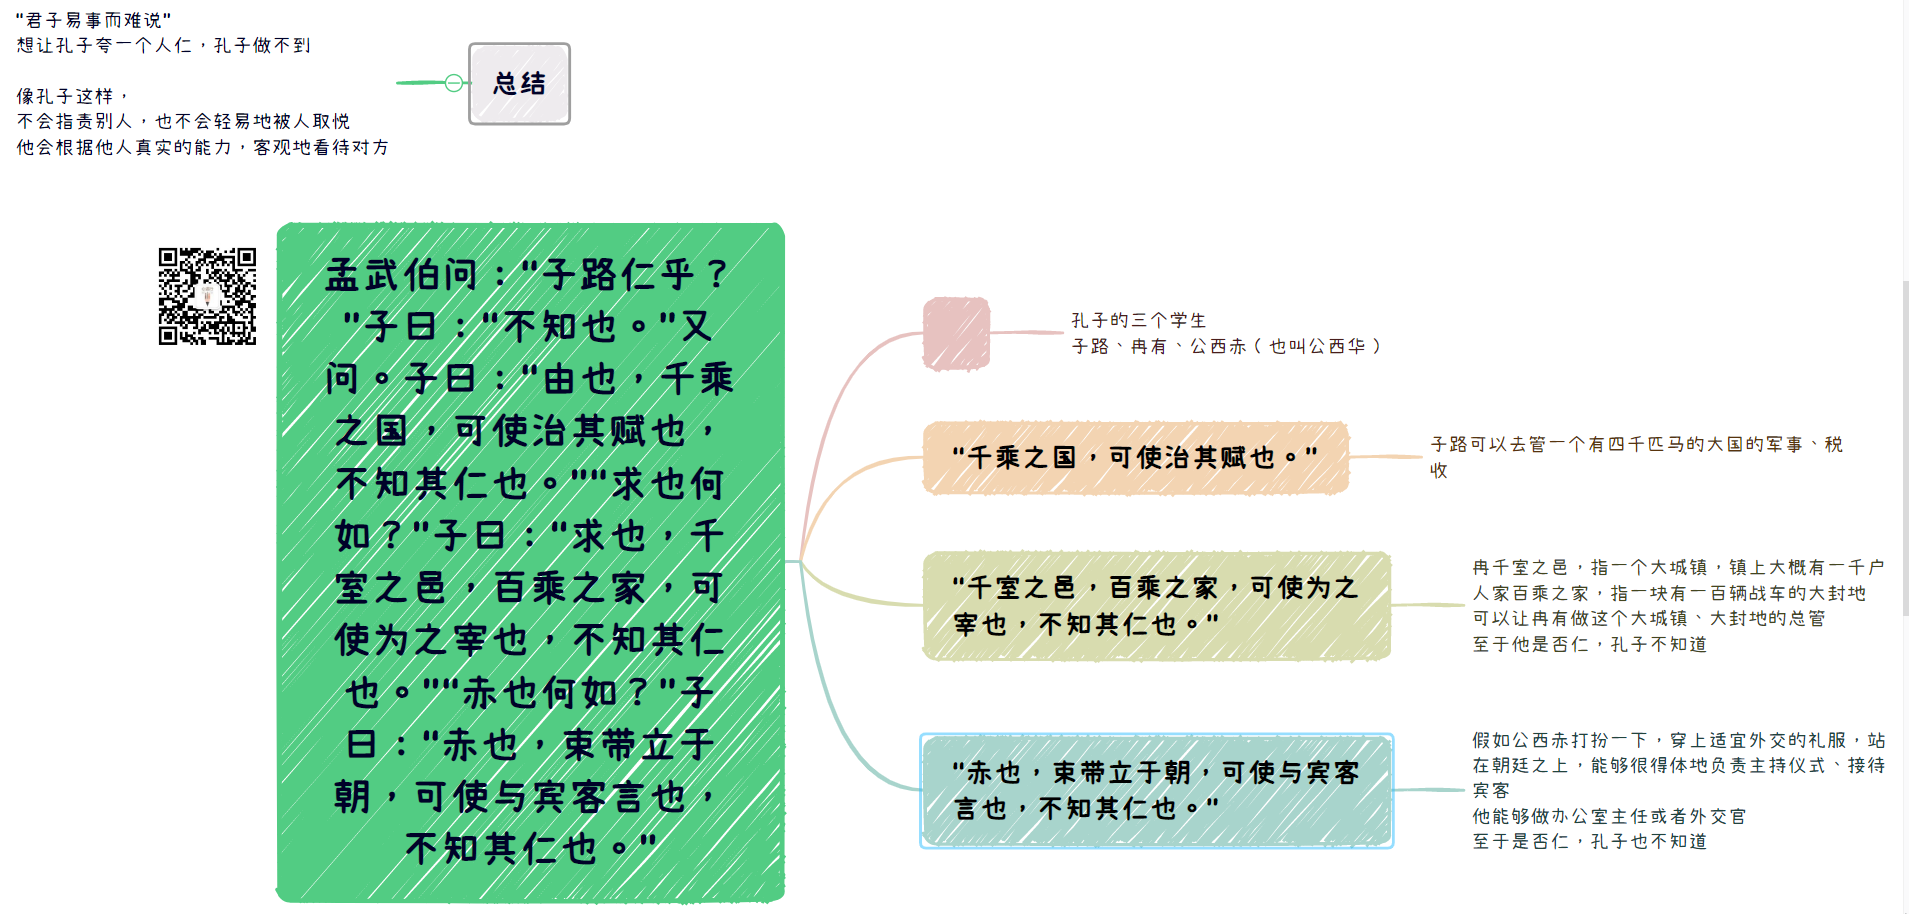 "君子易事而难说"
想让孔子夸一个人仁，孔子做不到
像孔子这样，
不会指责别人，也不会轻易地被人取悦
他会根据他人真实的能力，客观地看待对方
总结
孟武伯问："子路仁乎？
"子曰："不知也。"又
问。子曰："由也，千乘
之国，可使治其赋也，
不知其仁也。""求也何
如？"子曰："求也，千
室之邑，百乘之家，可
使为之宰也，不知其仁
也。""赤也何如？"子
曰："赤也，束带立于
朝，可使与宾客言也，
不知其仁也。"
孔子的三个学生
子路、冉有、公西赤（也叫公西华）
"千乘之国，可使治其赋也。"
子路可以去管一个有四千匹马的大国的军事、税
收
"千室之邑，百乘之家，可使为之
宰也，不知其仁也。"
冉千室之邑，指一个大城镇，镇上大概有一千户
人家百乘之家，指一块有一百辆战车的大封地
可以让冉有做这个大城镇、大封地的总管
至于他是否仁，孔子不知道
"赤也，束带立于朝，可使与宾客
言也，不知其仁也。"
假如公西赤打扮一下，穿上适宜外交的礼服，站
在朝廷之上，能够很得体地负责主持仪式、接待
宾客
他能够做办公室主任或者外交官
至于是否仁，孔子也不知道